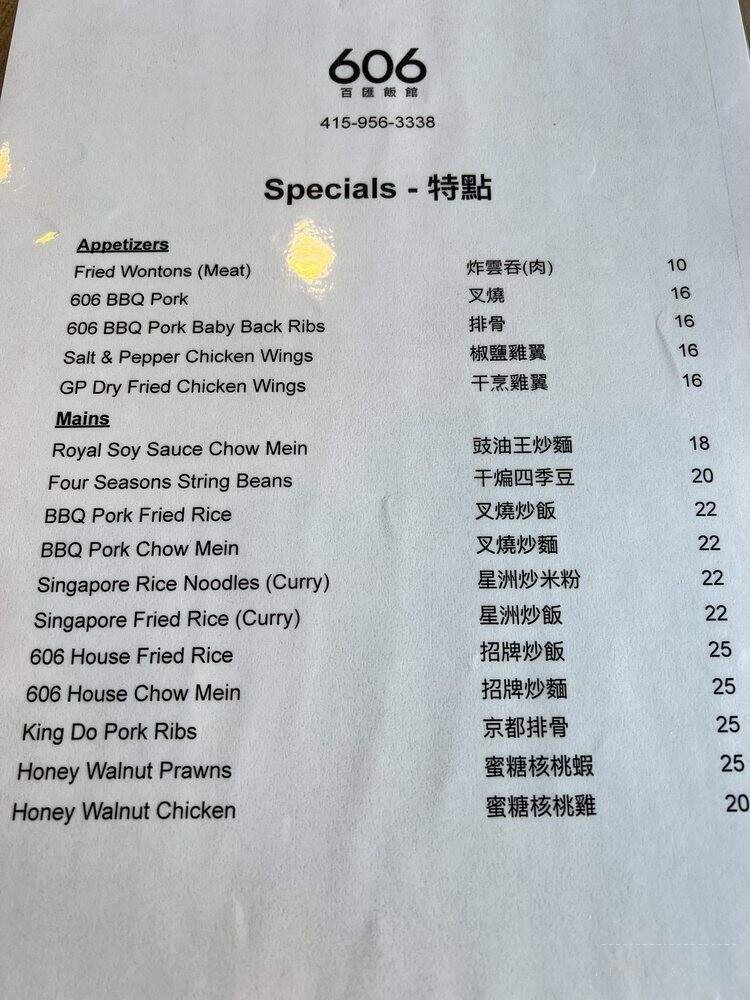 606
百匯飯館
415-956-3338
Specials - 特點
Appetizers
Fried Wontons (Meat) 炸雲吞(肉) 10
606 BBQ Pork 叉燒 16
606 BBQ Pork Baby Back Ribs 排骨 16
Salt & Pepper Chicken Wings 椒鹽雞翼 16
GP Dry Fried Chicken Wings 干烹雞翼 16
Mains
Royal Soy Sauce Chow Mein 豉油王炒麵 18
Four Seasons String Beans 干煸四季豆 20
BBQ Pork Fried Rice 叉燒炒飯 22
BBQ Pork Chow Mein 叉燒炒麵 22
Singapore Rice Noodles (Curry) 星洲炒米粉 22
Singapore Fried Rice (Curry) 星洲炒飯 22
606 House Fried Rice 招牌炒飯 25
606 House Chow Mein 招牌炒麵 25
King Do Pork Ribs 京都排骨 25
Honey Walnut Prawns 蜜糖核桃蝦 25
Honey Walnut Chicken 蜜糖核桃雞 20